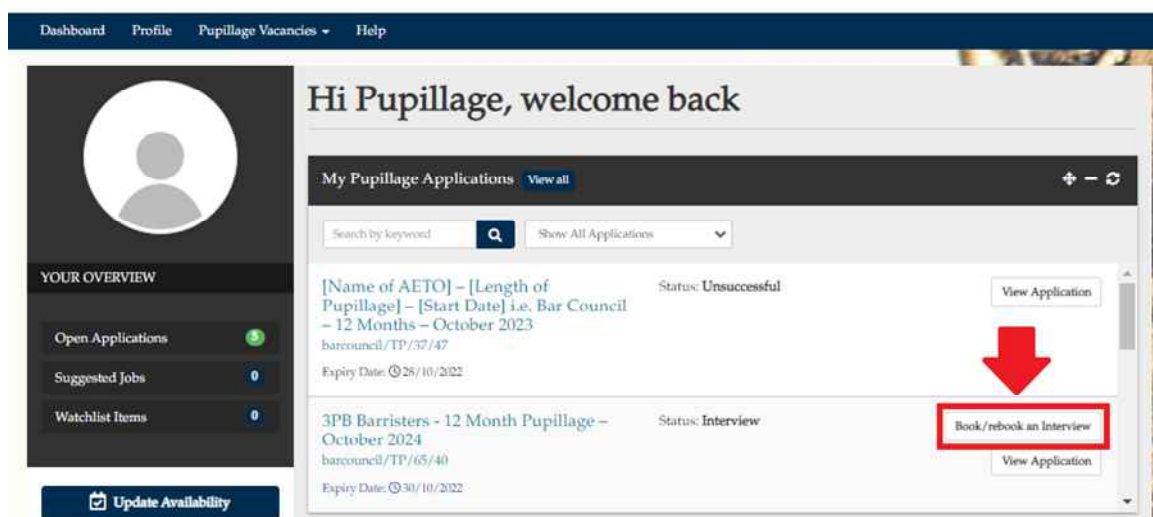 Dashboard Profile Pupillage Vacancies Help
Hi Pupillage, welcome back
My Pupillage Applications View all
Search by keyword Show All Applications
YOUR OVERVIEW
Open Applications 5
Suggested Jobs 0
Watchlist Items 0
Update Availability
[Name of AETO] – [Length of
Pupillage] – [Start Date] i.e. Bar Council
– 12 Months – October 2023
barcouncil/TP/37/47
Expiry Date: 28/10/2022
Status: Unsuccessful
View Application
3PB Barristers - 12 Month Pupillage –
October 2024
barcouncil/TP/65/40
Expiry Date: 30/10/2022
Status: Interview
Book/rebook an Interview
View Application